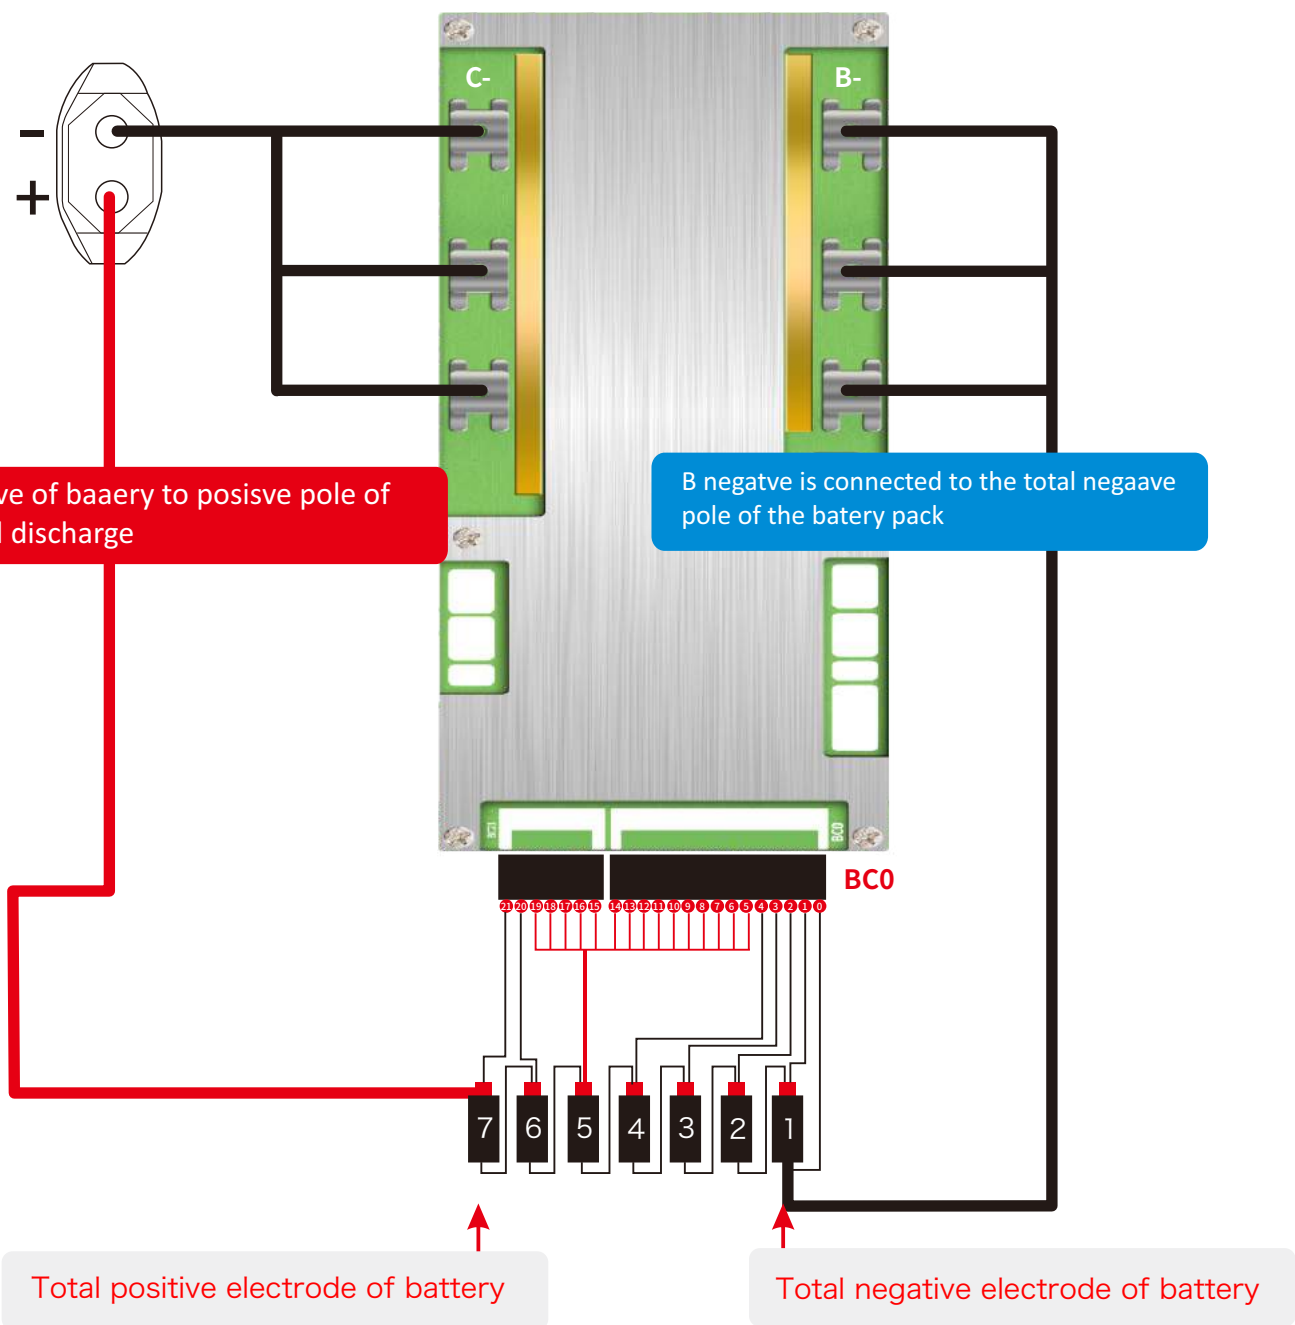 C-
B-
-
+
ve of baaery to posisve pole of
d discharge
B negatve is connected to the total negaave
pole of the batery pack
BC0
BC0
21 20 19 18 17 16 15 14 13 12 11 10 9 8 7 6 5 4 3 2 1 0
7 6 5 4 3 2 1
Total positive electrode of battery
Total negative electrode of battery